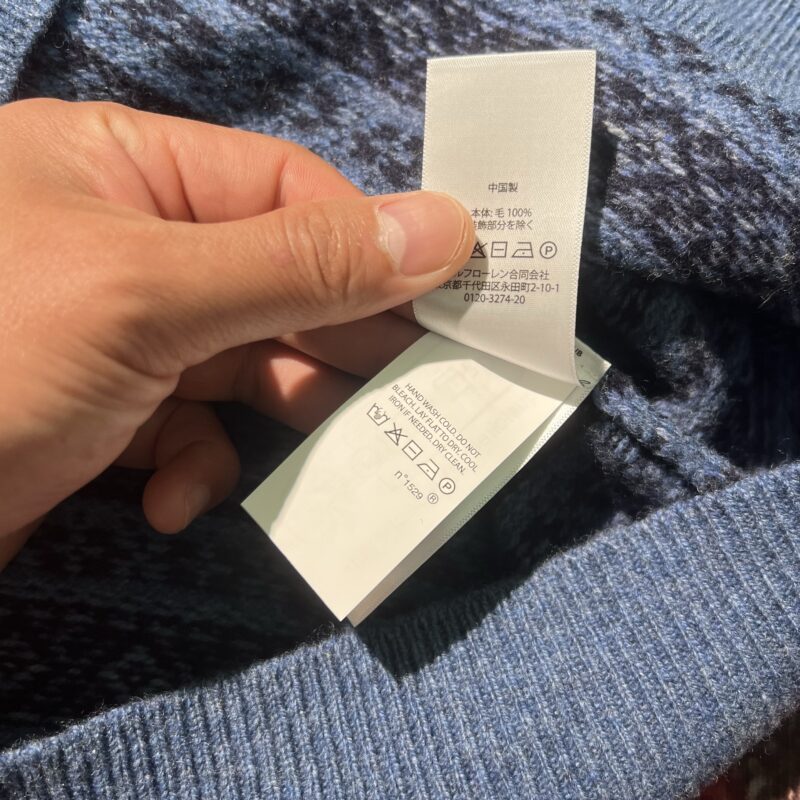 中国製
本体: 毛 100%
飾部分を除く
P
ルフローレン合同会社
京都千代田区永田町2-10-1
0120-3274-20
HAND WASH COLD. DO NOT
BLEACH. LAY FLAT TO DRY. COOL
IRON IF NEEDED. DRY CLEAN.
P
n°1529 ®